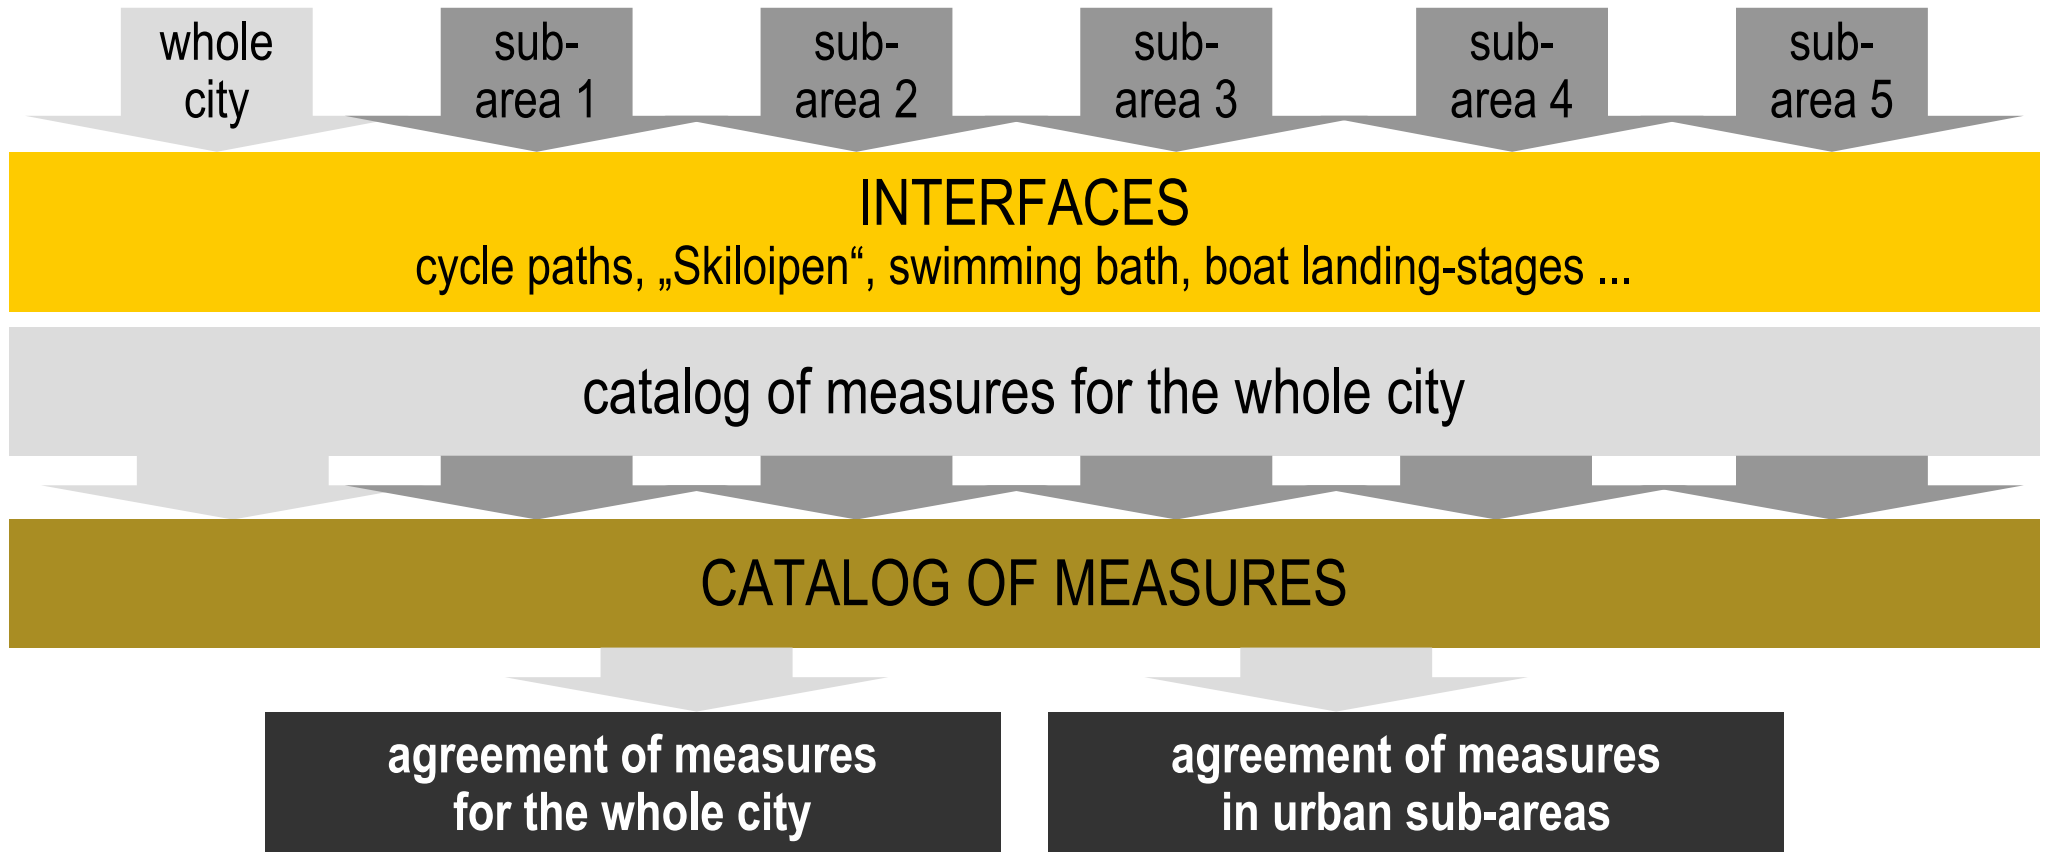 whole
city
sub-
area 1
sub-
area 2
sub-
area 3
sub-
area 4
sub-
area 5
INTERFACES
cycle paths, „Skiloipen“, swimming bath, boat landing-stages ...
catalog of measures for the whole city
CATALOG OF MEASURES
agreement of measures
for the whole city
agreement of measures
in urban sub-areas